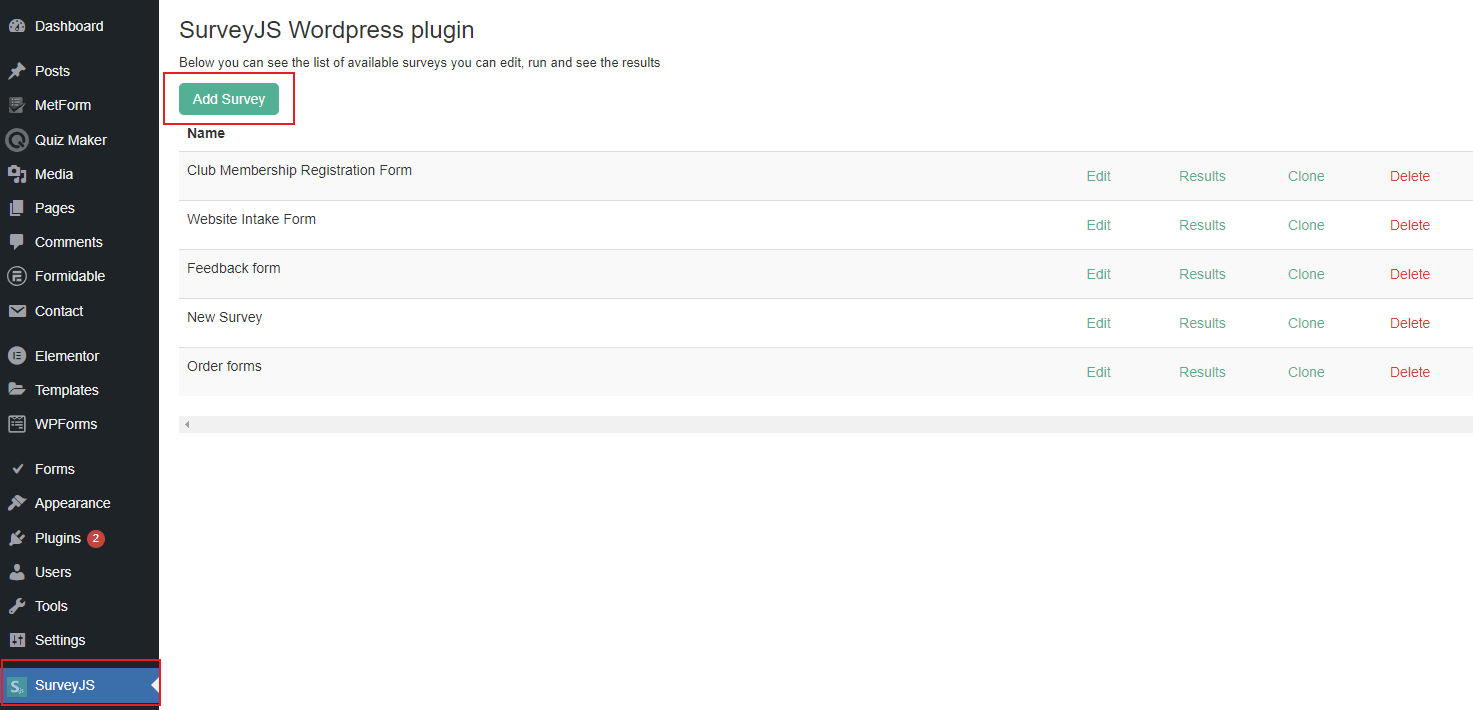 Dashboard
Posts
MetForm
Quiz Maker
Media
Pages
Comments
Formidable
Contact
Elementor
Templates
WPForms
Forms
Appearance
Plugins 2
Users
Tools
Settings
SurveyJS
SurveyJS Wordpress plugin
Below you can see the list of available surveys you can edit, run and see the results
Add Survey
Name
Club Membership Registration Form Edit Results Clone Delete
Website Intake Form Edit Results Clone Delete
Feedback form Edit Results Clone Delete
New Survey Edit Results Clone Delete
Order forms Edit Results Clone Delete